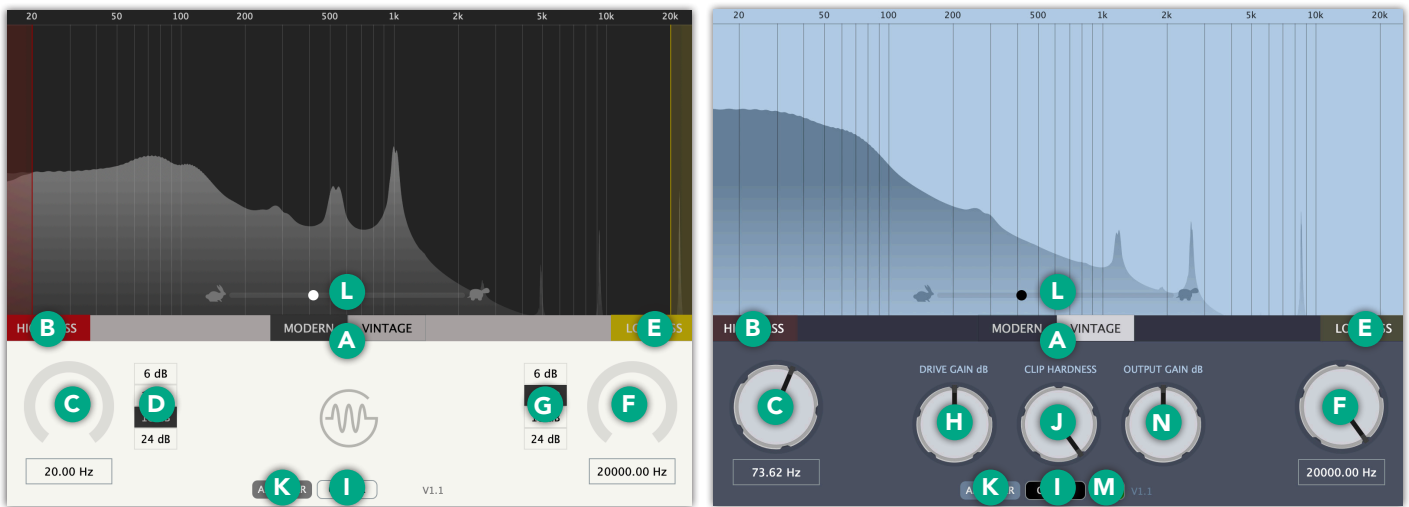 20 50 100 200 500 1k 2k 5k 10k 20k
L
B MODERN VINTAGE E
A
6 dB
C D G F
24 dB
20.00 Hz
6 dB
24 dB
20000.00 Hz
K I V1.1
20 50 100 200 500 1k 2k 5k 10k 20k
L
B MODERN VINTAGE E
A
DRIVE GAIN dB CLIP HARDNESS OUTPUT GAIN dB
C H J N F
73.62 Hz 20000.00 Hz
K I M V1.1